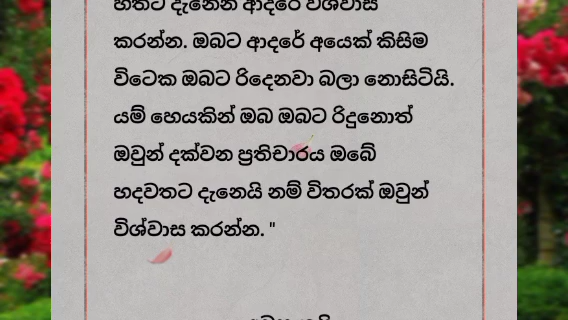 හිතට දැනෙන ආදරේ විශ්වාස
කරන්න. ඔබට ආදරේ අයෙක් කිසිම
විටෙක ඔබට රිදෙනවා බලා නොසිටියි.
යම් හෙයකින් ඔබ ඔබට රිදුනොත්
ඔවුන් දක්වන ප්‍රතිචාරය ඔබේ
හදවතට දැනෙයි නම් විතරක් ඔවුන්
විශ්වාස කරන්න. "